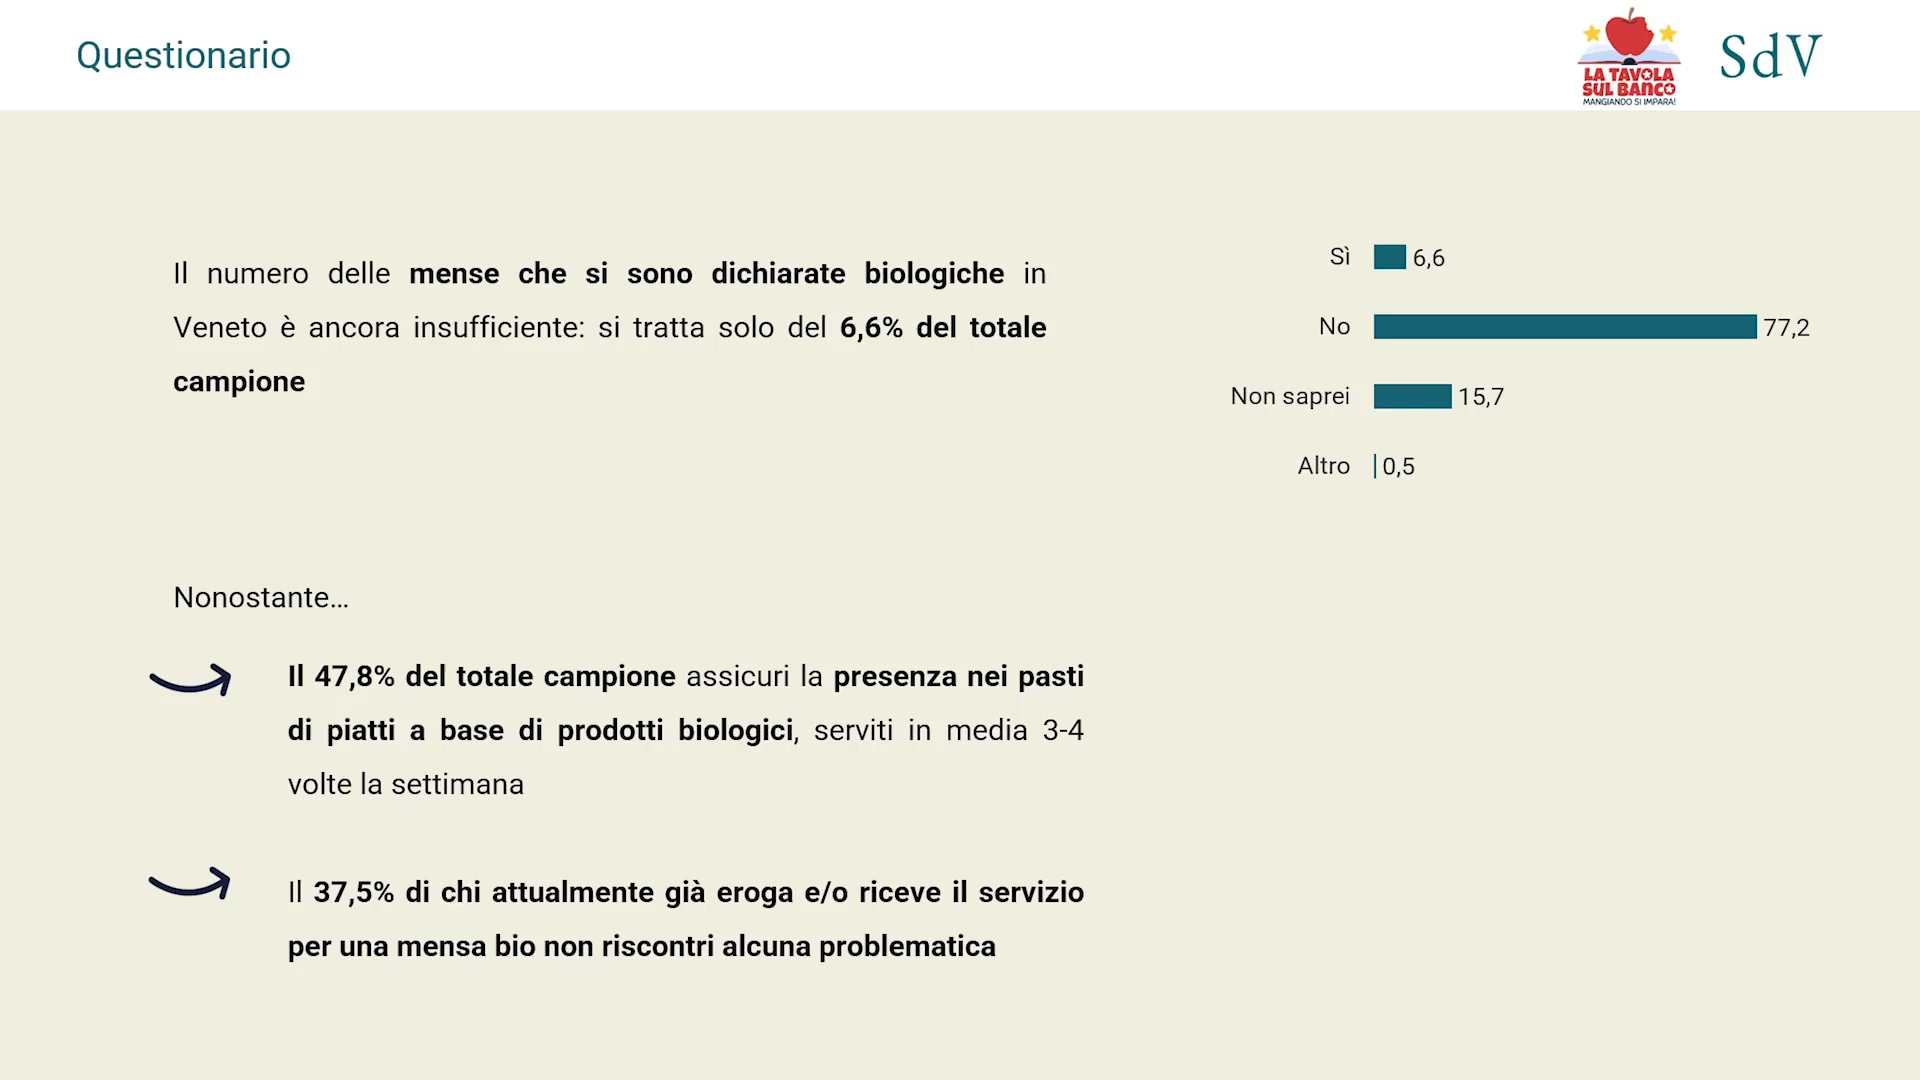 Questionario
LA TAVOLA
SUL BANCO
MANGIANDO SI IMPARA!
SdV
Il numero delle mense che si sono dichiarate biologiche in
Veneto è ancora insufficiente: si tratta solo del 6,6% del totale
campione
Sì 6,6
No 77,2
Non saprei 15,7
Altro 0,5
Nonostante...
Il 47,8% del totale campione assicuri la presenza nei pasti
di piatti a base di prodotti biologici, serviti in media 3-4
volte la settimana
Il 37,5% di chi attualmente già eroga e/o riceve il servizio
per una mensa bio non riscontri alcuna problematica